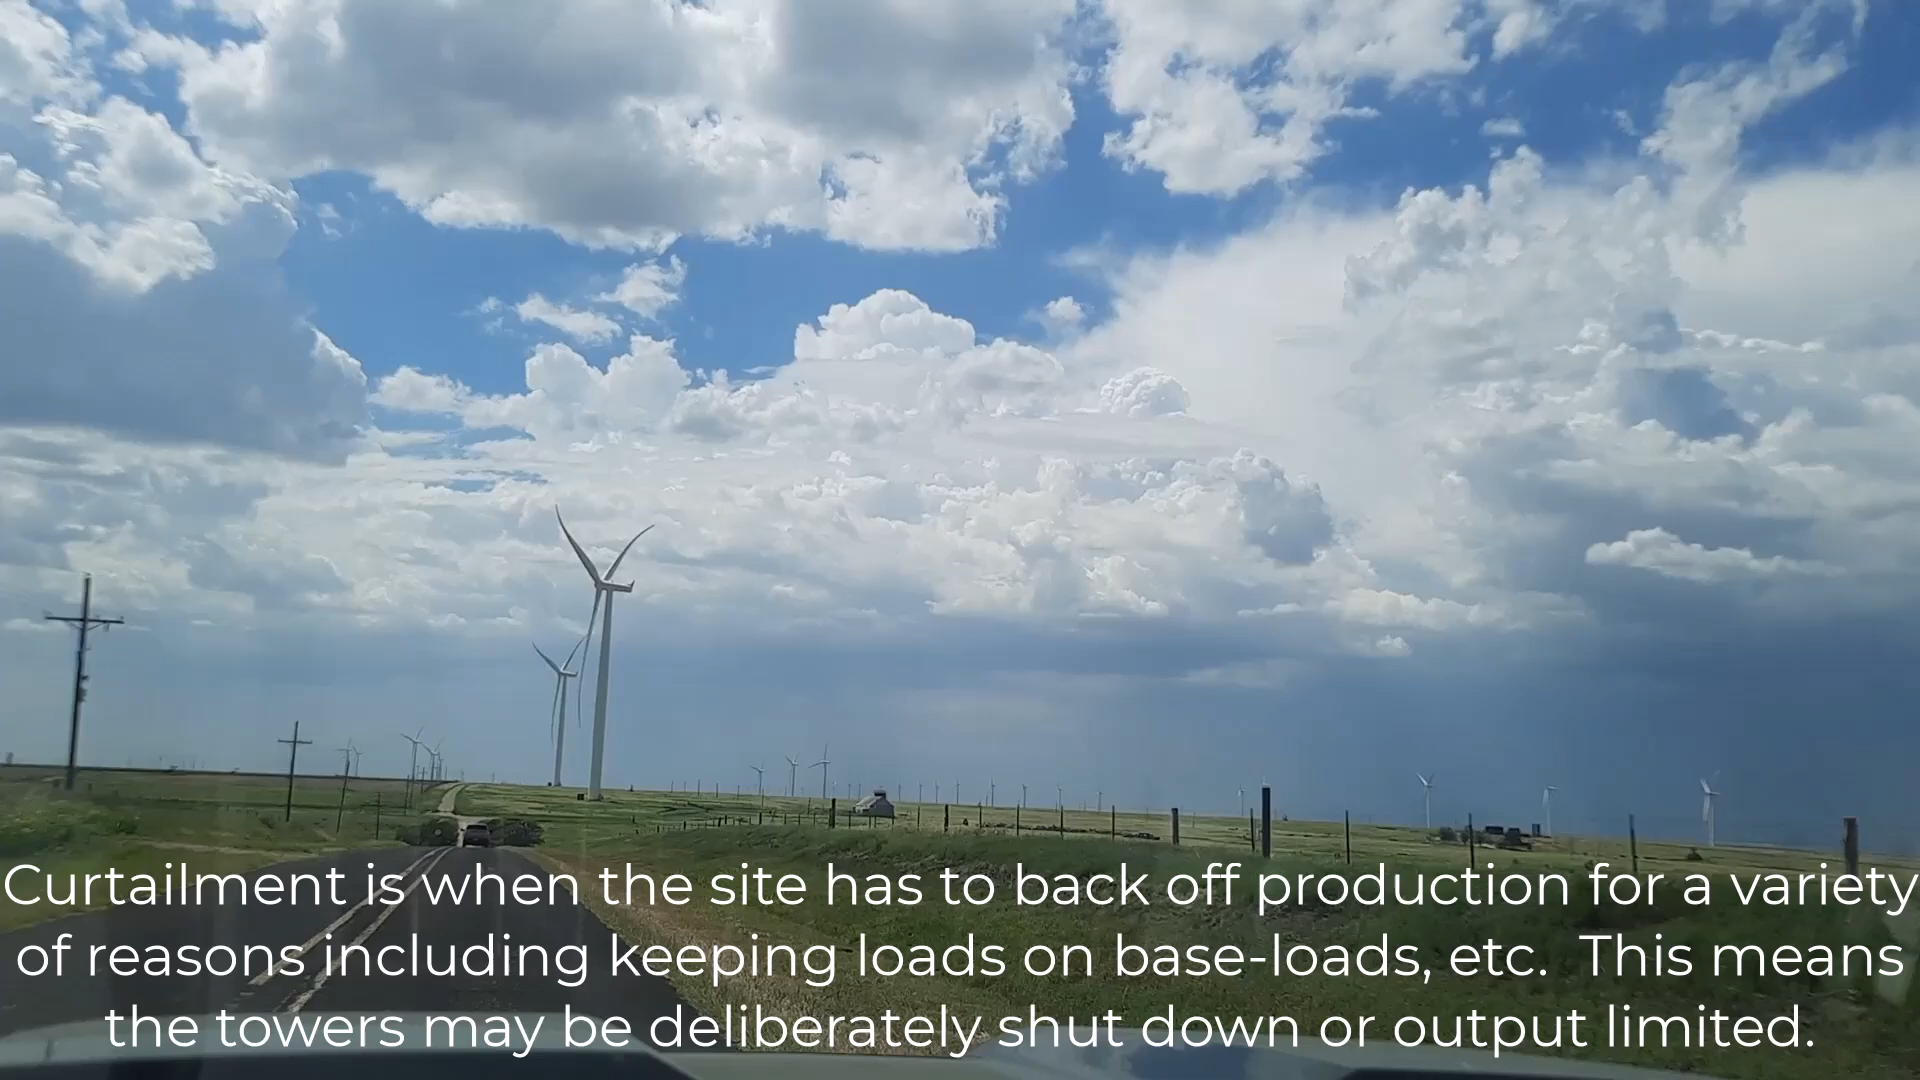 Curtailment is when the site has to back off production for a variety
of reasons including keeping loads on base-loads, etc.  This means
the towers may be deliberately shut down or output limited.